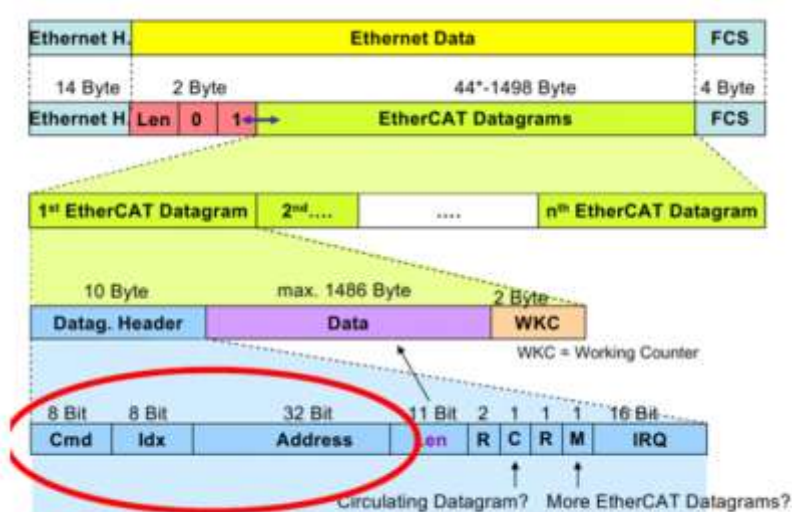 Ethernet H. Ethernet Data FCS
14 Byte 2 Byte 44*-1498 Byte 4 Byte
Ethernet H. Len 0 1 EtherCAT Datagrams FCS
1st EtherCAT Datagram 2nd.... .... nth EtherCAT Datagram
10 Byte max. 1486 Byte 2 Byte
Datag. Header Data WKC
WKC = Working Counter
8 Bit 8 Bit 32 Bit 11 Bit 2 1 1 1 16 Bit
Cmd Idx Address Len R C R M IRQ
Circulating Datagram? More EtherCAT Datagrams?